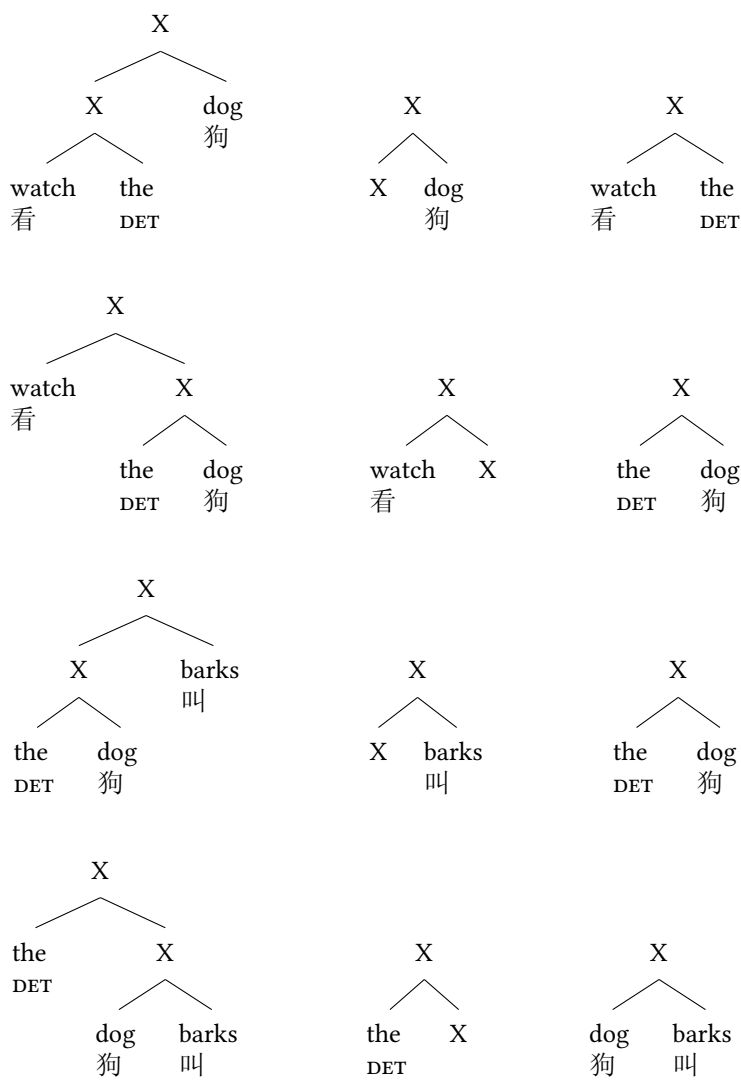 X
X dog X X
狗
watch the X dog watch the
看 DET 狗 看 DET
X
watch X X X
看
the dog watch X the dog
DET 狗 看 DET 狗
X
X barks X X
叫
the dog X barks the dog
DET 狗 叫 DET 狗
X
the X X X
DET
dog barks the X dog barks
狗 叫 DET 狗 叫